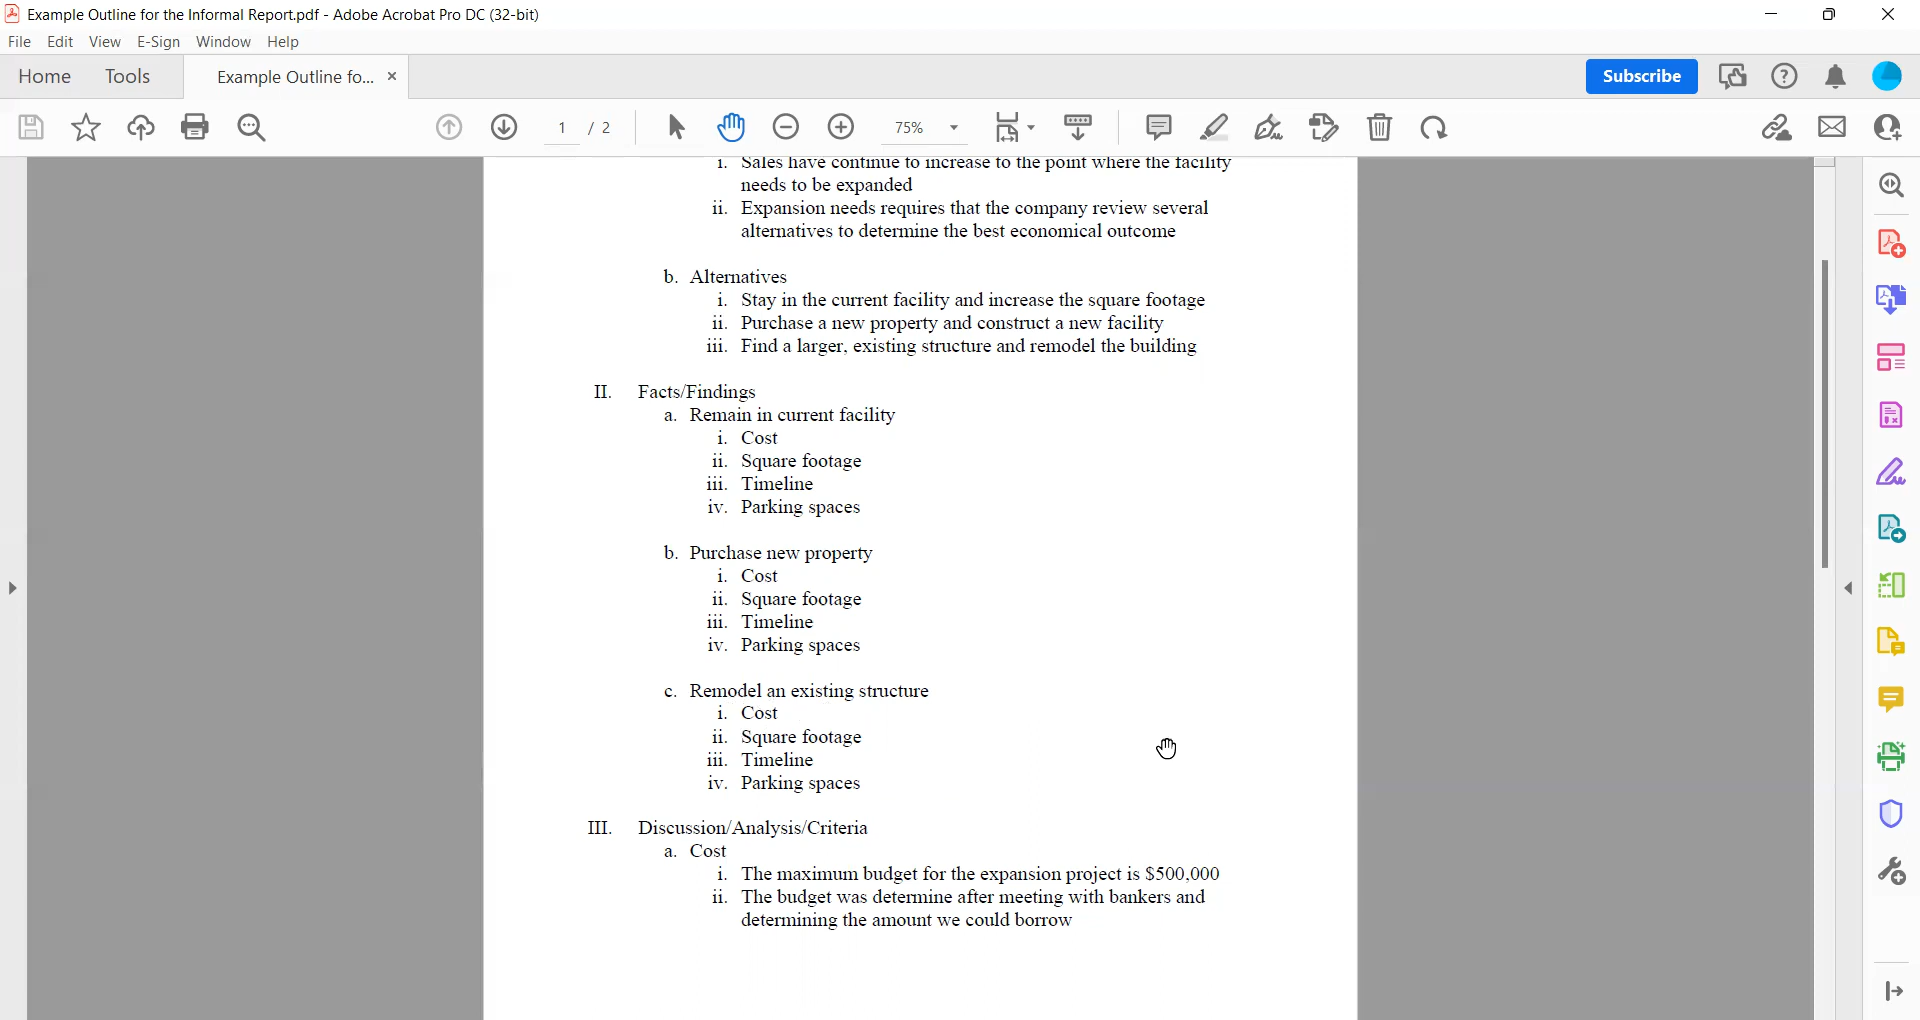 Example Outline for the Informal Report.pdf - Adobe Acrobat Pro DC (32-bit)
File Edit View E-Sign Window Help
Home Tools Example Outline fo... × Subscribe
1 / 2 75%
i. Sales have continue to increase to the point where the facility
needs to be expanded
ii. Expansion needs requires that the company review several
alternatives to determine the best economical outcome
b. Alternatives
i. Stay in the current facility and increase the square footage
ii. Purchase a new property and construct a new facility
iii. Find a larger, existing structure and remodel the building
II. Facts/Findings
a. Remain in current facility
i. Cost
ii. Square footage
iii. Timeline
iv. Parking spaces
b. Purchase new property
i. Cost
ii. Square footage
iii. Timeline
iv. Parking spaces
c. Remodel an existing structure
i. Cost
ii. Square footage
iii. Timeline
iv. Parking spaces
III. Discussion/Analysis/Criteria
a. Cost
i. The maximum budget for the expansion project is $500,000
ii. The budget was determine after meeting with bankers and
determining the amount we could borrow